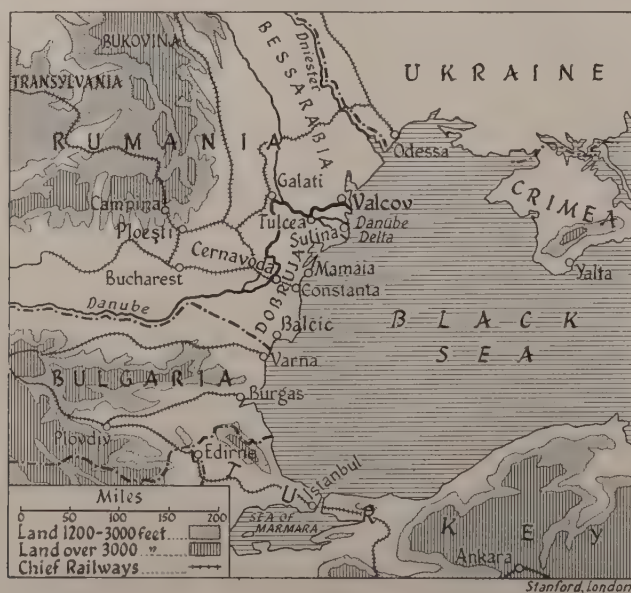 BUKOVINA
TRANSYLVANIA
BESSARABIA
Dniester
UKRAINE
RUMANIA
Odessa
Galati
CRIMEA
Campina
Valcov
Ploeşti
Tulcea
Danube
Delta
Sulina
Cernavoda
Yalta
Bucharest
Mamaia
DOBRUJA
Constanta
Danube
BLACK
SEA
Balčic
Varna
BULGARIA
Burgas
Plovdiv
Edirne
TURKEY
Istanbul
SEA OF
MARMARA
Ankara
Miles
0 50 100 150 200
Land 1200-3000 feet
Land over 3000 "
Chief Railways
Stanford, London